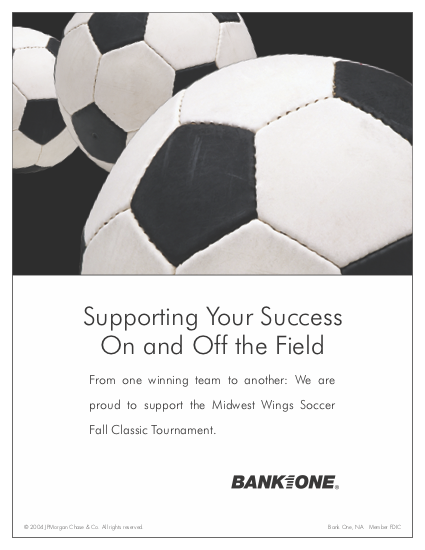 Supporting Your Success
On and Off the Field
From one winning team to another: We are
proud to support the Midwest Wings Soccer
Fall Classic Tournament.
BANK ONE®
© 2004 JPMorgan Chase & Co. All rights reserved.
Bank One, NA Member FDIC